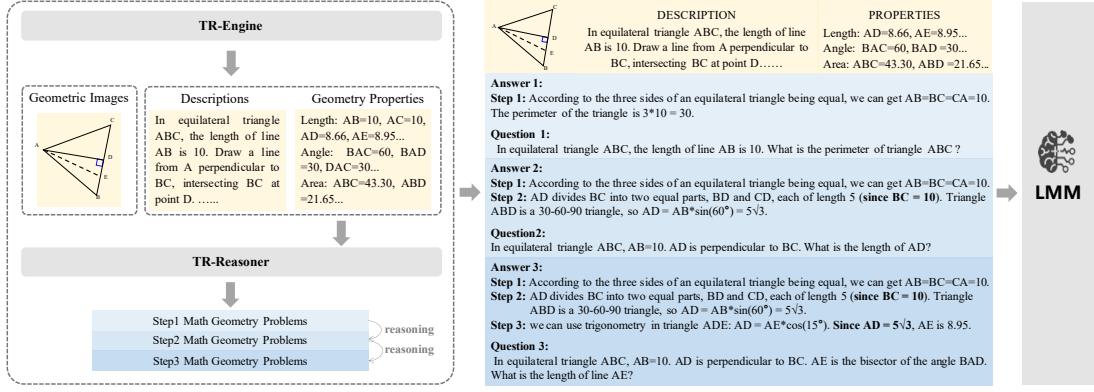 TR-Engine
Geometric Images
A
C
D
E
B
Descriptions
In equilateral triangle
ABC, the length of line
AB is 10. Draw a line
from A perpendicular to
BC, intersecting BC at
point D. ……
Geometry Properties
Length: AB=10, AC=10,
AD=8.66, AE=8.95...
Angle: BAC=60, BAD
=30, DAC=30...
Area: ABC=43.30, ABD
=21.65...
TR-Reasoner
Step1 Math Geometry Problems
Step2 Math Geometry Problems
Step3 Math Geometry Problems
reasoning
reasoning
A
C
D
E
B
DESCRIPTION
In equilateral triangle ABC, the length of line
AB is 10. Draw a line from A perpendicular to
BC, intersecting BC at point D……
PROPERTIES
Length: AD=8.66, AE=8.95...
Angle: BAC=60, BAD =30...
Area: ABC=43.30, ABD =21.65...
Answer 1:
Step 1: According to the three sides of an equilateral triangle being equal, we can get AB=BC=CA=10.
The perimeter of the triangle is 3*10 = 30.
Question 1:
In equilateral triangle ABC, the length of line AB is 10. What is the perimeter of triangle ABC ?
Answer 2:
Step 1: According to the three sides of an equilateral triangle being equal, we can get AB=BC=CA=10.
Step 2: AD divides BC into two equal parts, BD and CD, each of length 5 (since BC = 10). Triangle
ABD is a 30-60-90 triangle, so AD = AB*sin(60°) = 5√3.
Question2:
In equilateral triangle ABC, AB=10. AD is perpendicular to BC. What is the length of AD?
Answer 3:
Step 1: According to the three sides of an equilateral triangle being equal, we can get AB=BC=CA=10.
Step 2: AD divides BC into two equal parts, BD and CD, each of length 5 (since BC = 10). Triangle
ABD is a 30-60-90 triangle, so AD = AB*sin(60°) = 5√3.
Step 3: we can use trigonometry in triangle ADE: AD = AE*cos(15°). Since AD = 5√3, AE is 8.95.
Question 3:
In equilateral triangle ABC, AB=10. AD is perpendicular to BC. AE is the bisector of the angle BAD.
What is the length of line AE?
LMM